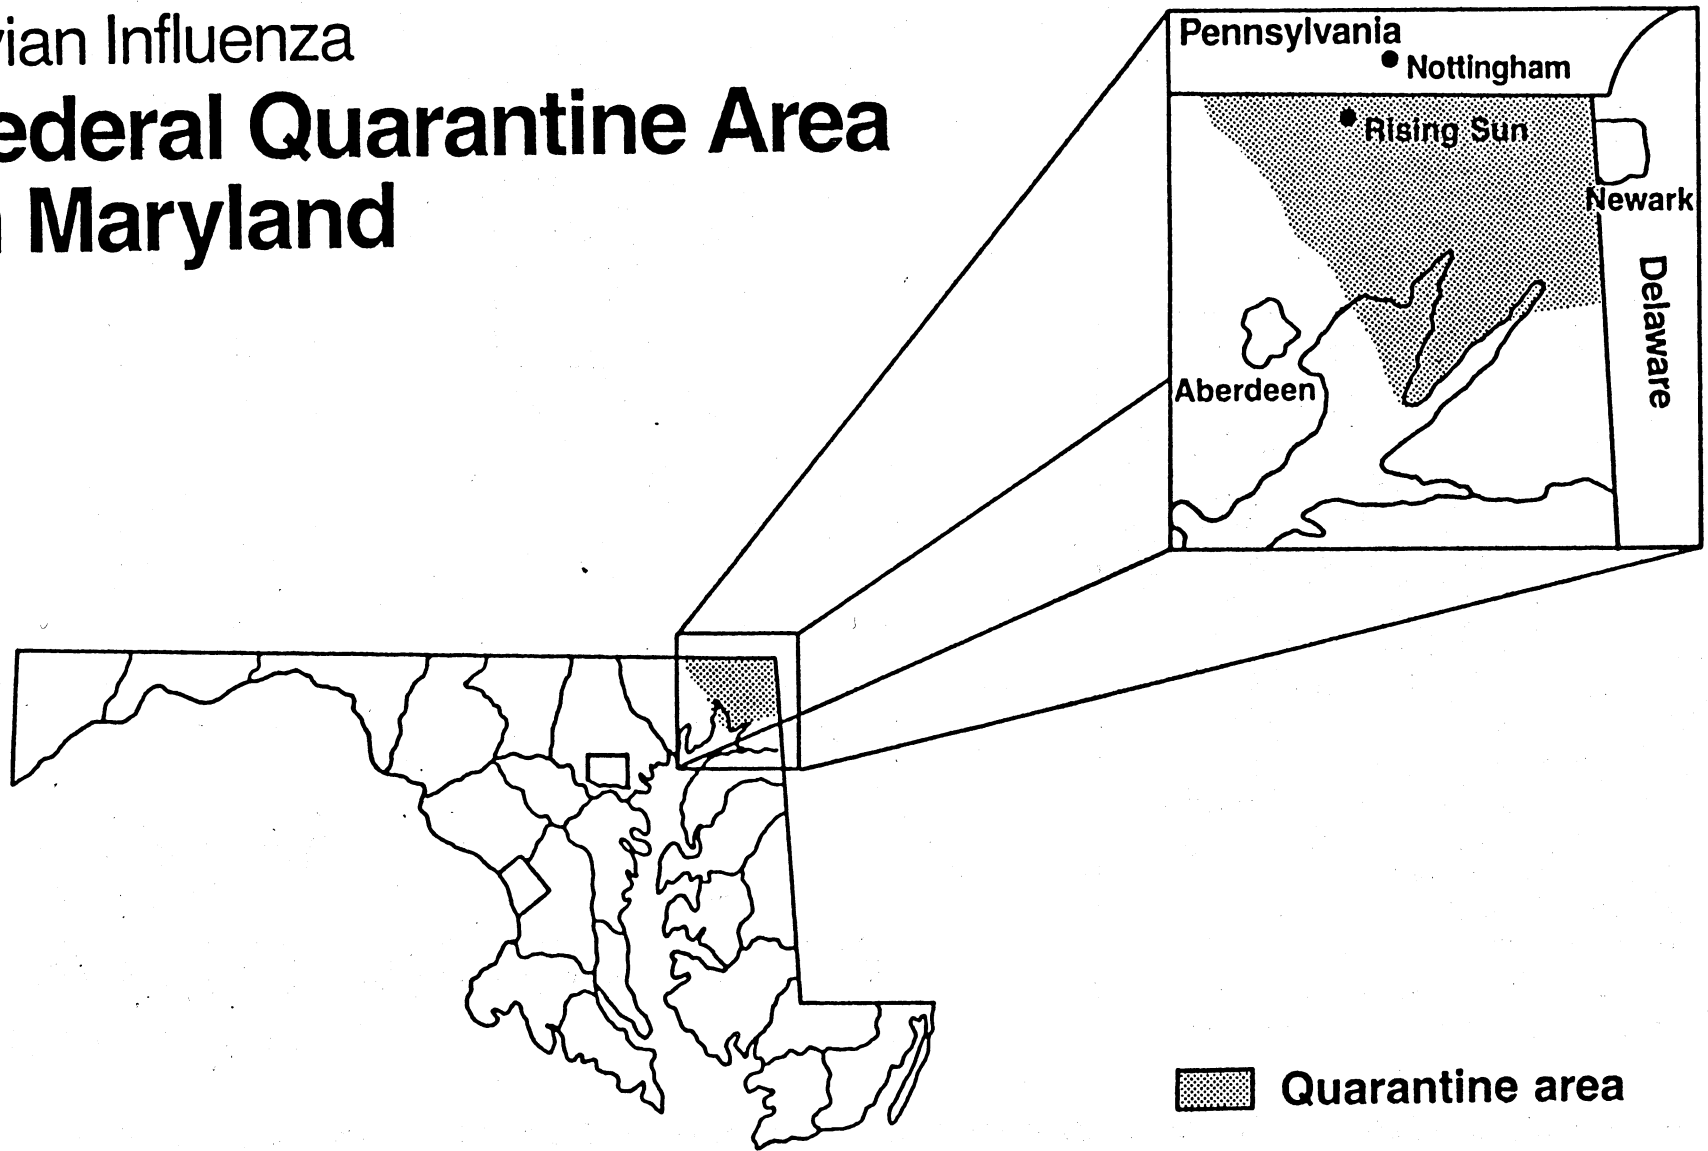 vian Influenza
ederal Quarantine Area
Maryland
Pennsylvania
Nottingham
Rising Sun
Newark
Delaware
Aberdeen
Quarantine area